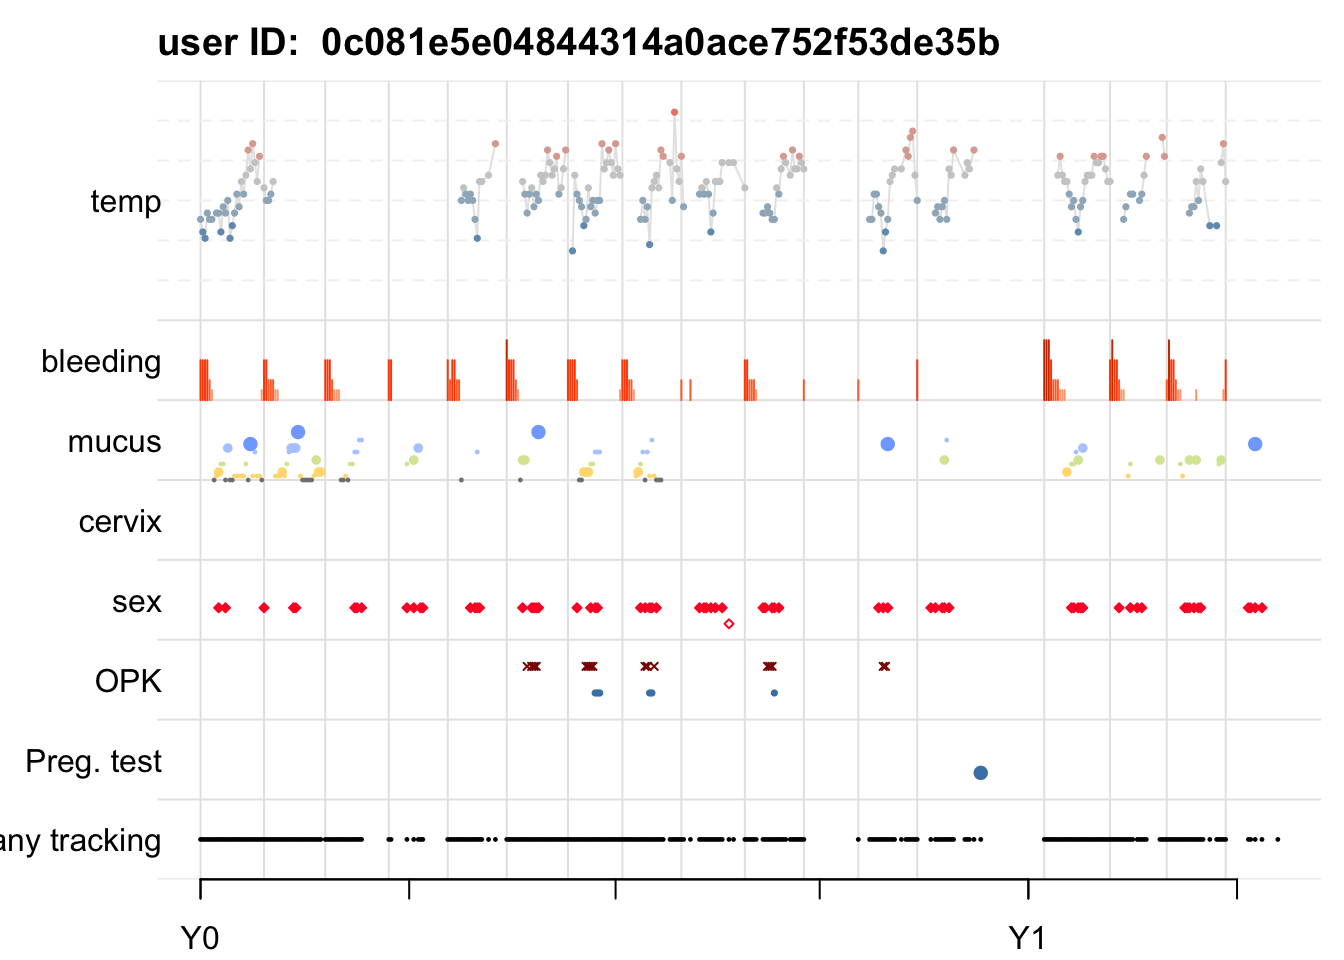 user ID:  0c081e5e04844314a0ace752f53de35b
temp
bleeding
mucus
cervix
sex
OPK
Preg. test
any tracking
Y0 Y1